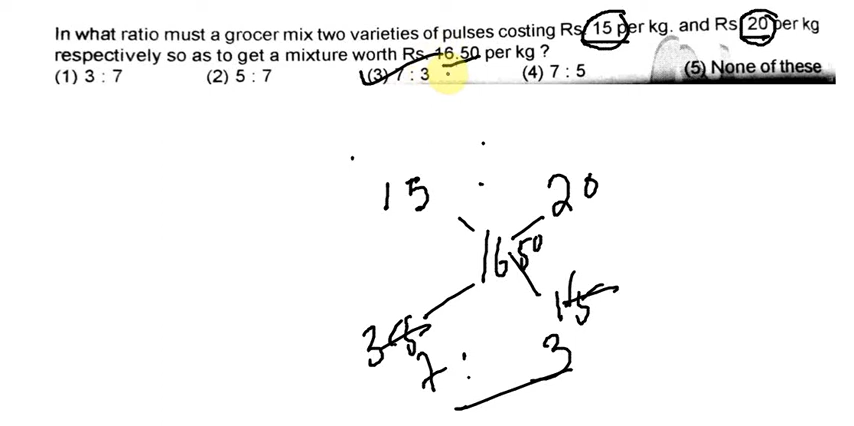 In what ratio must a grocer mix two varieties of pulses costing Rs. 15 per kg. and Rs 20 per kg
respectively so as to get a mixture worth Rs. 16.50 per kg ?
(1) 3 : 7 (2) 5 : 7 (3) 7 : 3 (4) 7 : 5 (5) None of these
15 : 20
16.50
3.5 1.5
7 : 3